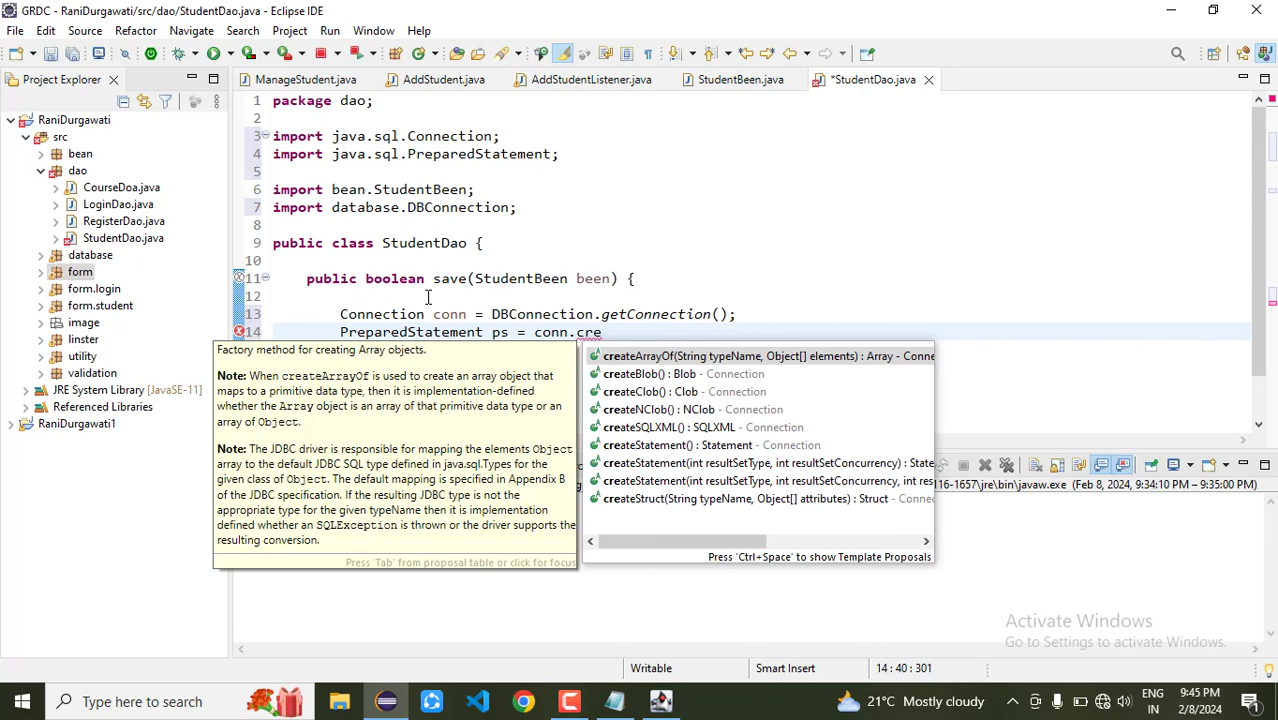 GRDC - RaniDurgawati/src/dao/StudentDao.java - Eclipse IDE
File Edit Source Refactor Navigate Search Project Run Window Help
Project Explorer
ManageStudent.java
AddStudent.java
AddStudentListener.java
StudentBeen.java
*StudentDao.java
RaniDurgawati
src
bean
dao
CourseDoa.java
LoginDao.java
RegisterDao.java
StudentDao.java
database
form
form.login
form.student
image
linster
utility
validation
JRE System Library [JavaSE-11]
Referenced Libraries
RaniDurgawati1
1 package dao;
2
3 import java.sql.Connection;
4 import java.sql.PreparedStatement;
5
6 import bean.StudentBeen;
7 import database.DBConnection;
8
9 public class StudentDao {
10
11 public boolean save(StudentBeen been) {
12
13 Connection conn = DBConnection.getConnection();
14 PreparedStatement ps = conn.cre
Factory method for creating Array objects.
Note: When createArrayOf is used to create an array object that
maps to a primitive data type, then it is implementation-defined
whether the Array object is an array of that primitive data type or an
array of Object.
Note: The JDBC driver is responsible for mapping the elements Object
array to the default JDBC SQL type defined in java.sql.Types for the
given class of Object. The default mapping is specified in Appendix B
of the JDBC specification. If the resulting JDBC type is not the
appropriate type for the given typeName then it is implementation
defined whether an SQLException is thrown or the driver supports the
resulting conversion.
Press 'Tab' from proposal table or click for focus
createArrayOf(String typeName, Object[] elements) : Array - Conne
createBlob() : Blob - Connection
createClob() : Clob - Connection
createNClob() : NClob - Connection
createSQLXML() : SQLXML - Connection
createStatement() : Statement - Connection
createStatement(int resultSetType, int resultSetConcurrency) : State
createStatement(int resultSetType, int resultSetConcurrency, int res
createStruct(String typeName, Object[] attributes) : Struct - Connec
Press 'Ctrl+Space' to show Template Proposals
116-1657\jre\bin\javaw.exe (Feb 8, 2024, 9:34:10 PM – 9:35:00 PM)
Activate Windows
Go to Settings to activate Windows.
Writable
Smart Insert
14 : 40 : 301
Type here to search
21°C Mostly cloudy
ENG
IN
9:45 PM
2/8/2024
1